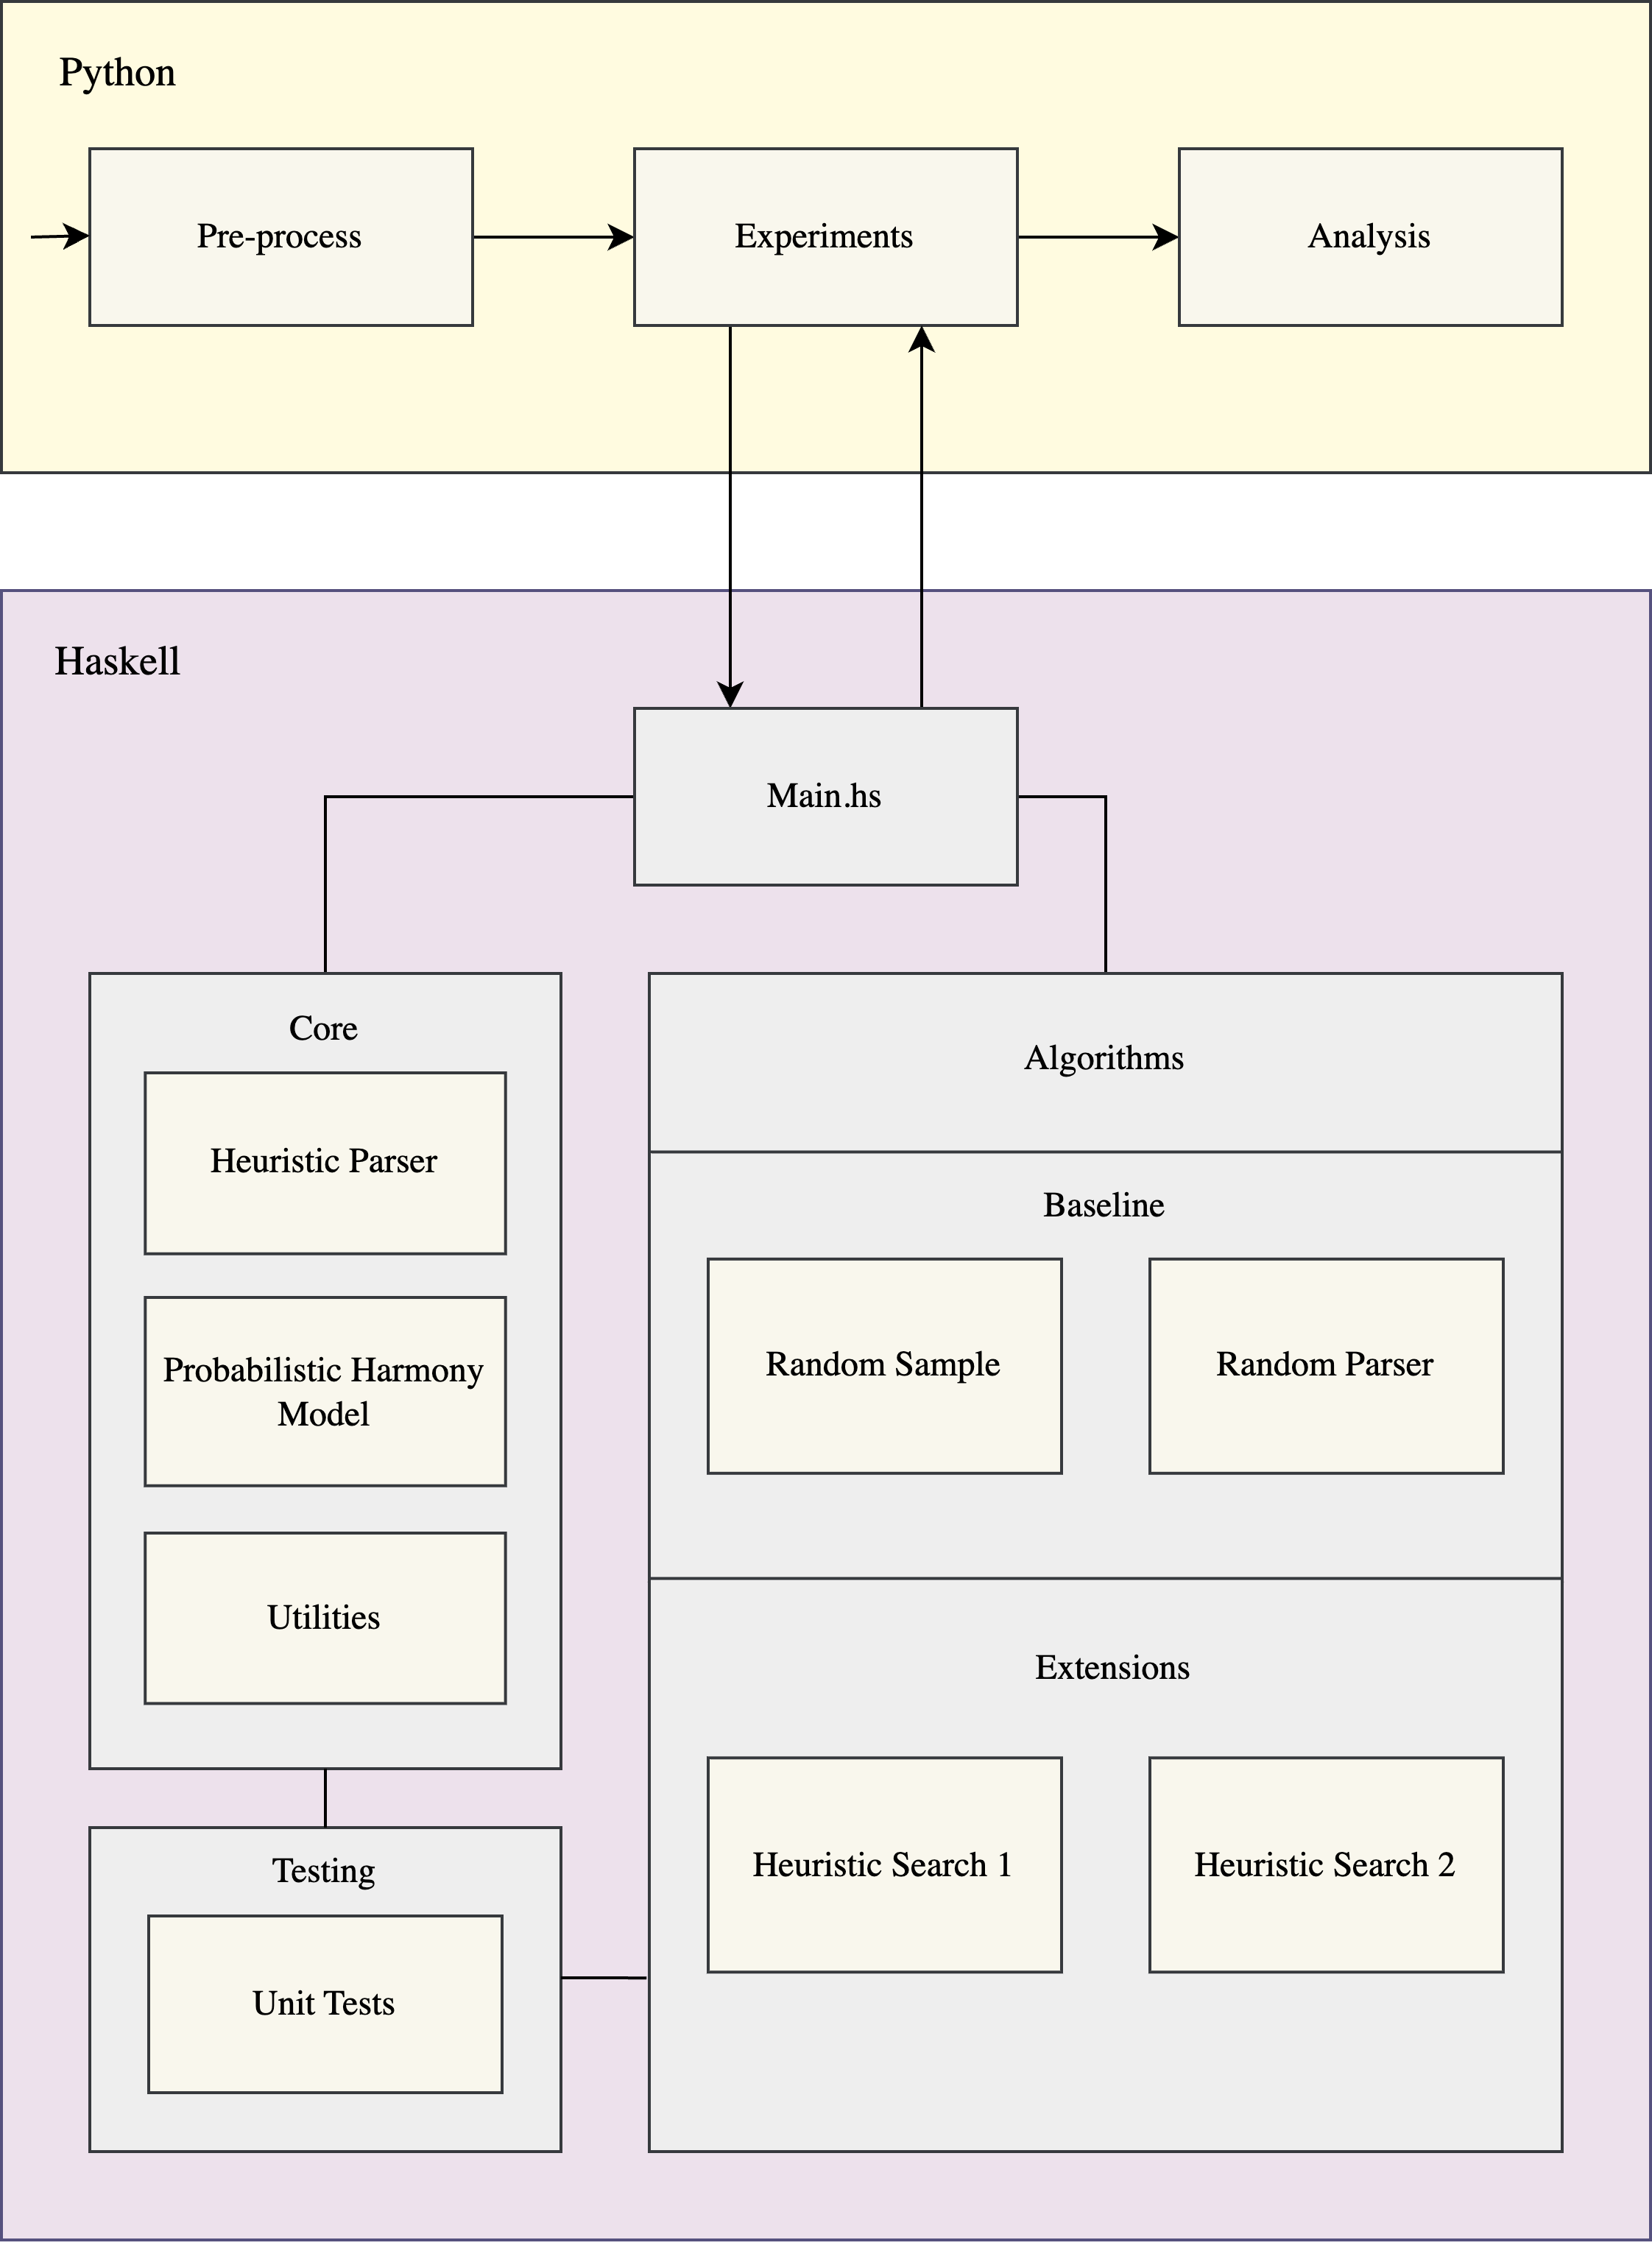 Python
Pre-process
Experiments
Analysis
Haskell
Main.hs
Core
Heuristic Parser
Probabilistic Harmony
Model
Utilities
Testing
Unit Tests
Algorithms
Baseline
Random Sample
Random Parser
Extensions
Heuristic Search 1
Heuristic Search 2